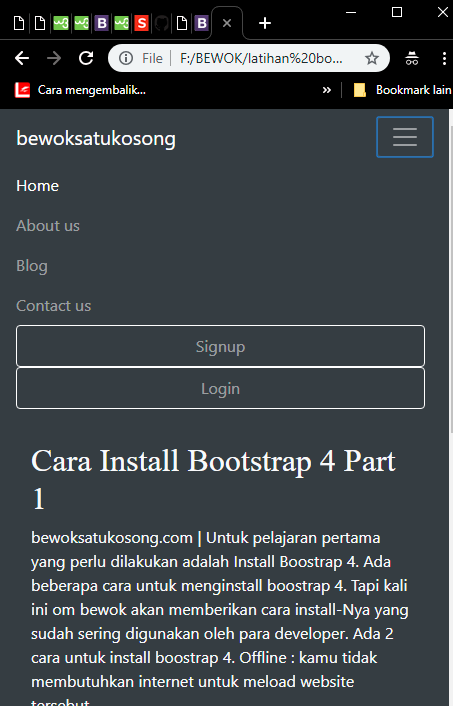 File | F:/BEWOK/latihan%20bo...
Cara mengembalik...
» Bookmark lain
bewoksatukosong
Home
About us
Blog
Contact us
Signup
Login
Cara Install Bootstrap 4 Part
1
bewoksatukosong.com | Untuk pelajaran pertama
yang perlu dilakukan adalah Install Boostrap 4. Ada
beberapa cara untuk menginstall boostrap 4. Tapi kali
ini om bewok akan memberikan cara install-Nya yang
sudah sering digunakan oleh para developer. Ada 2
cara untuk install boostrap 4. Offline : kamu tidak
membutuhkan internet untuk meload website
tersebut